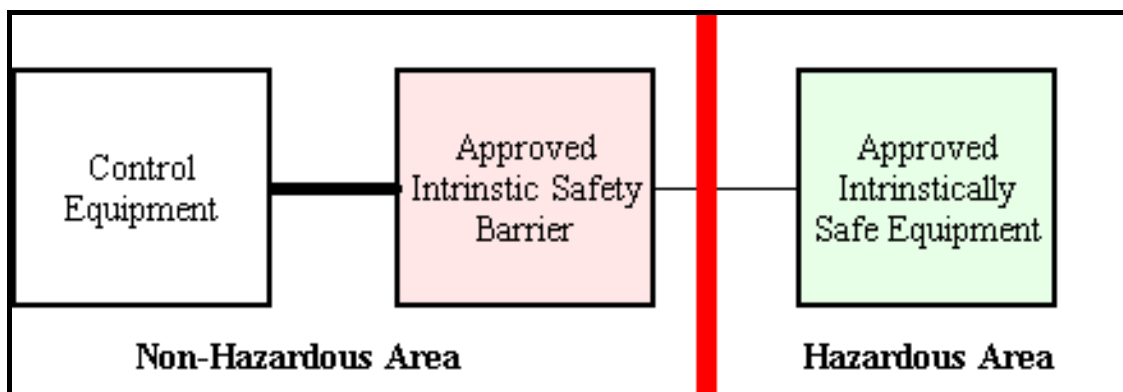 Control
Equipment
Approved
Intrinstic Safety
Barrier
Approved
Intrinstically
Safe Equipment
Non-Hazardous Area
Hazardous Area